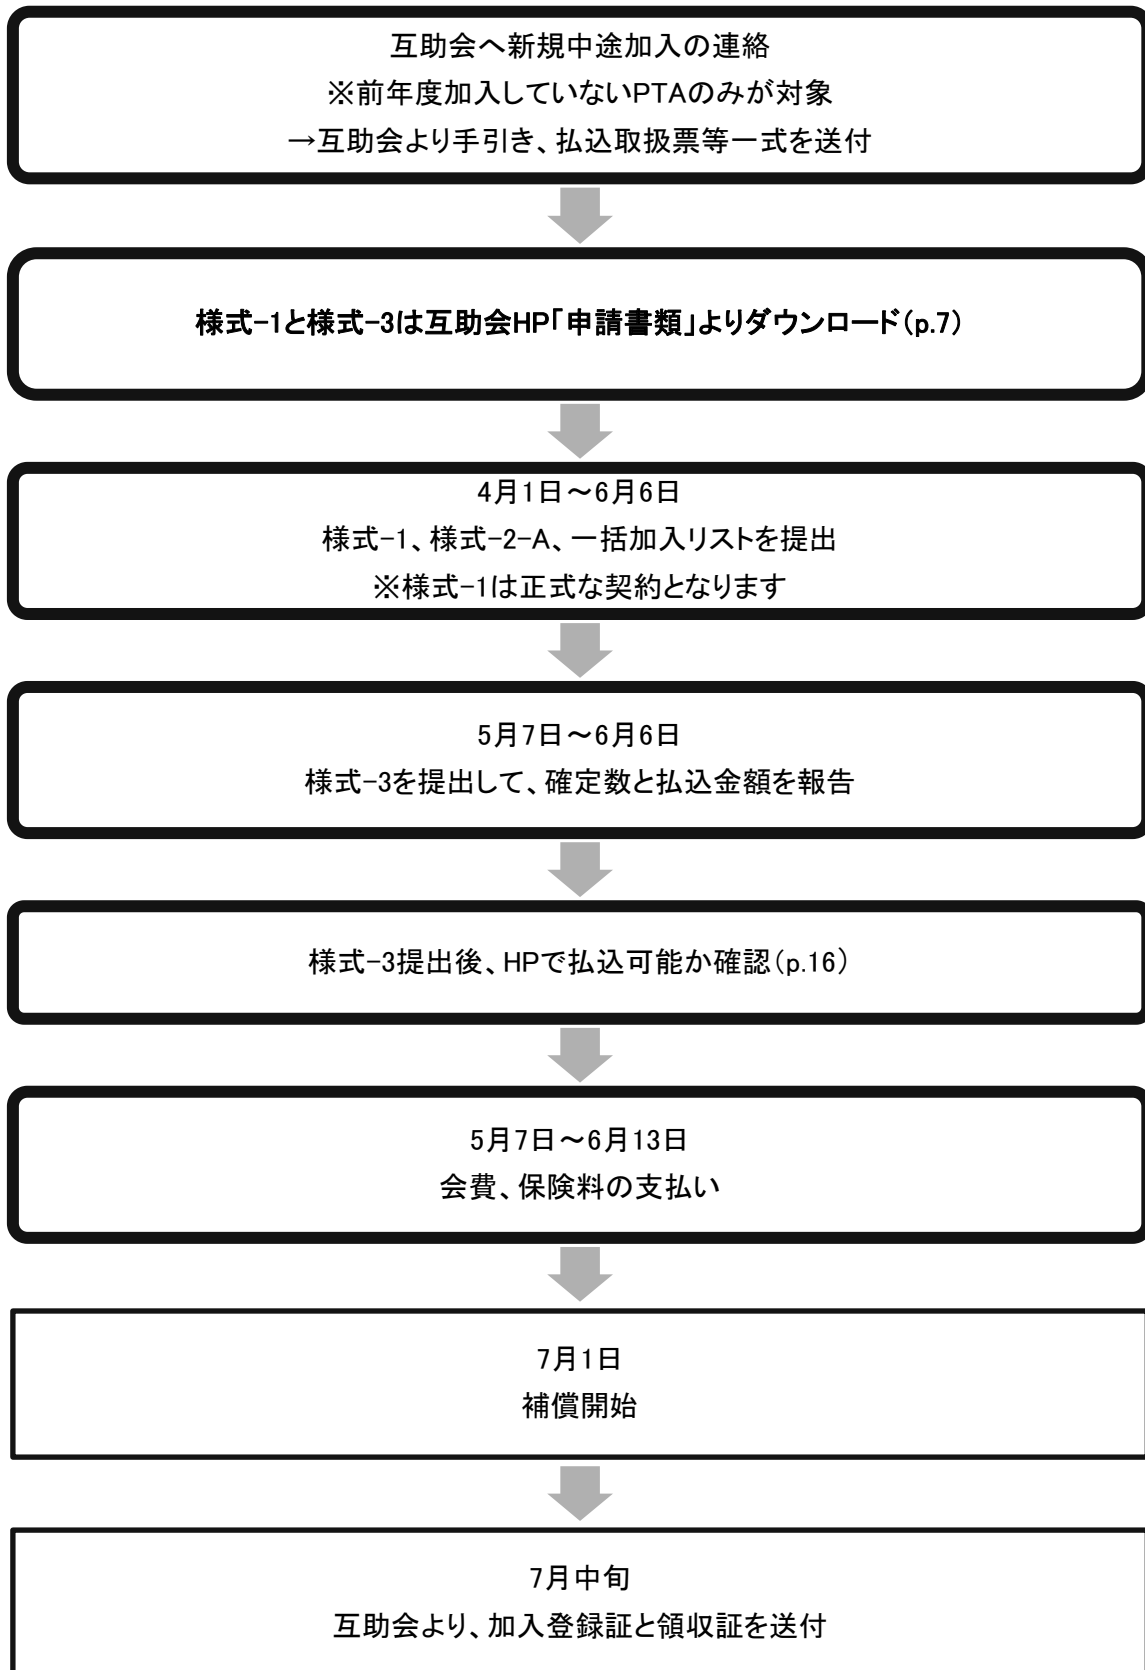 互助会へ新規中途加入の連絡
※前年度加入していないPTAのみが対象
→互助会より手引き、払込取扱票等一式を送付
様式-1と様式-3は互助会HP「申請書類」よりダウンロード(p.7)
4月1日~6月6日
様式-1、様式-2-A、一括加入リストを提出
※様式-1は正式な契約となります
5月7日~6月6日
様式-3を提出して、確定数と払込金額を報告
様式-3提出後、HPで払込可能か確認(p.16)
5月7日~6月13日
会費、保険料の支払い
7月1日
補償開始
7月中旬
互助会より、加入登録証と領収証を送付